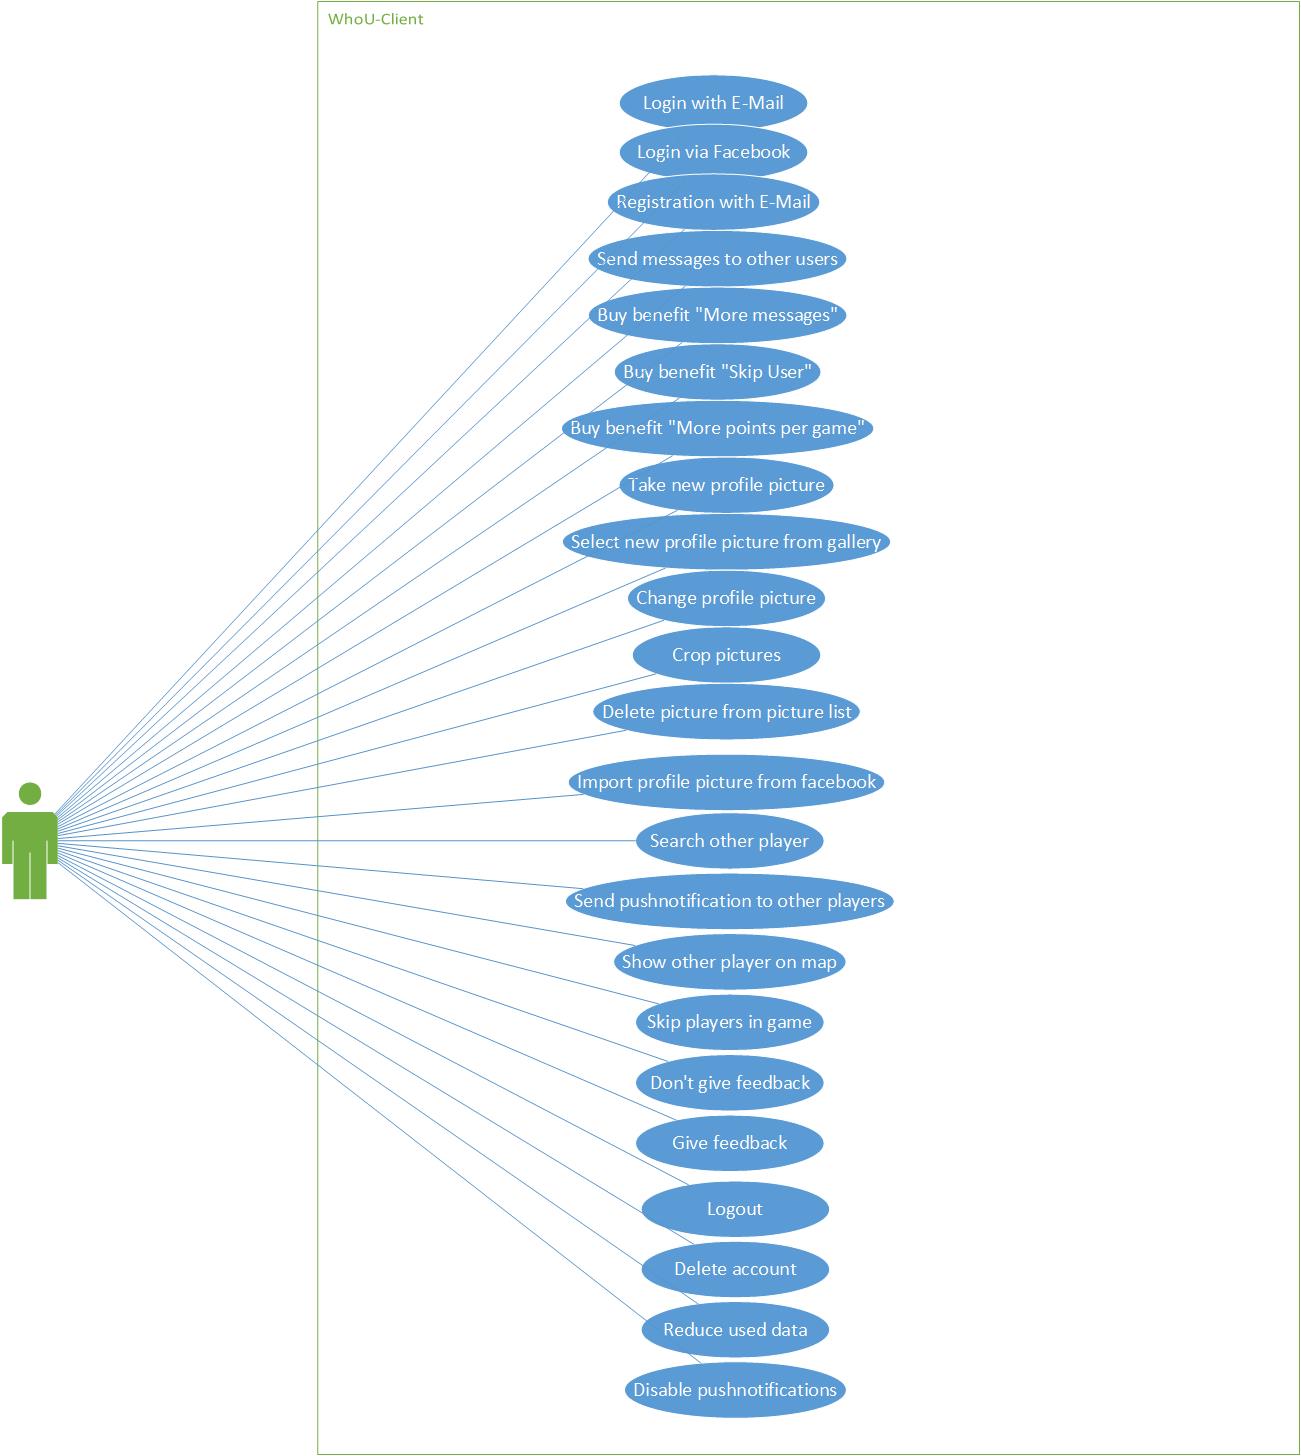 WhoU-Client
Login with E-Mail
Login via Facebook
Registration with E-Mail
Send messages to other users
Buy benefit "More messages"
Buy benefit "Skip User"
Buy benefit "More points per game"
Take new profile picture
Select new profile picture from gallery
Change profile picture
Crop pictures
Delete picture from picture list
Import profile picture from facebook
Search other player
Send pushnotification to other players
Show other player on map
Skip players in game
Don't give feedback
Give feedback
Logout
Delete account
Reduce used data
Disable pushnotifications